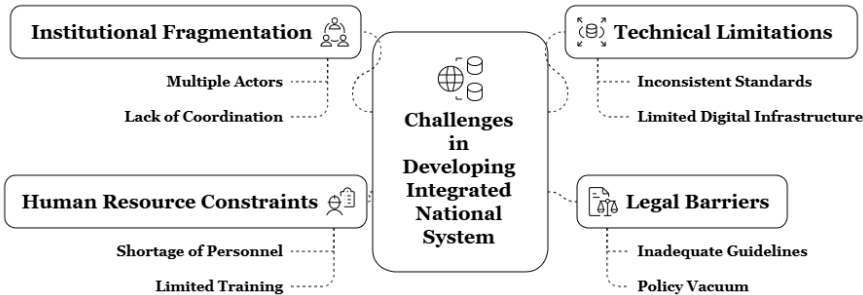 Institutional Fragmentation
Multiple Actors
Lack of Coordination
Human Resource Constraints
Shortage of Personnel
Limited Training
Challenges
in
Developing
Integrated
National
System
Technical Limitations
Inconsistent Standards
Limited Digital Infrastructure
Legal Barriers
Inadequate Guidelines
Policy Vacuum